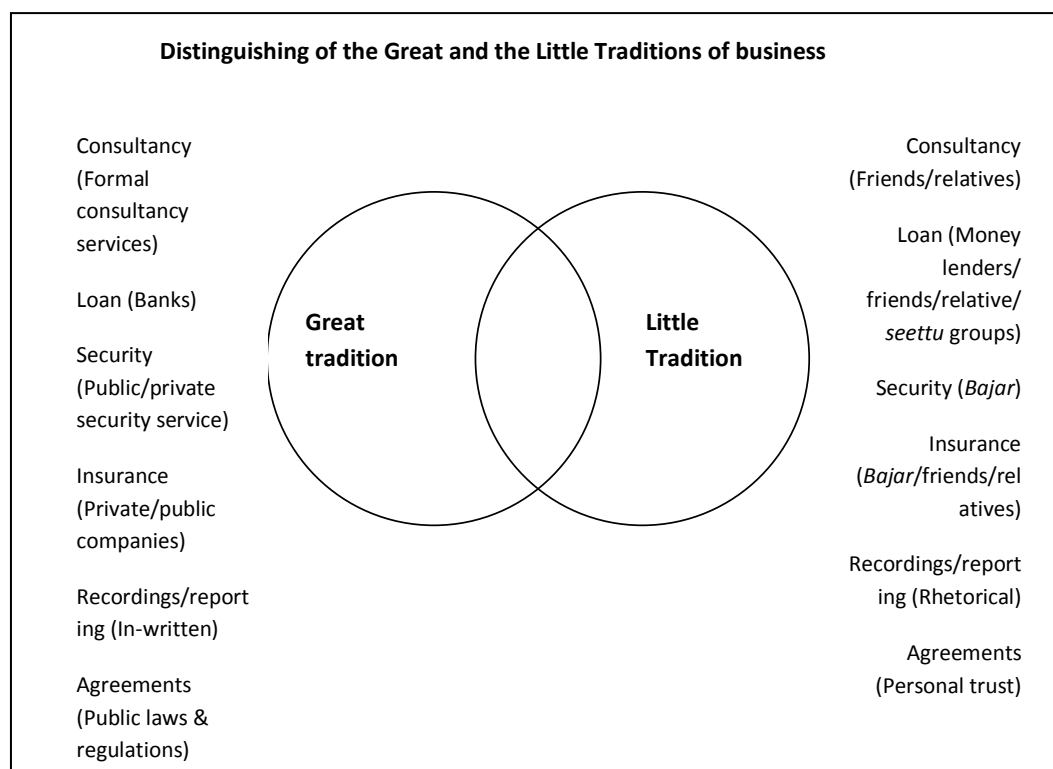 Distinguishing of the Great and the Little Traditions of business
Consultancy
(Formal
consultancy
services)
Loan (Banks)
Security
(Public/private
security service)
Insurance
(Private/public
companies)
Recordings/report
ing (In-written)
Agreements
(Public laws &
regulations)
Great
tradition
Little
Tradition
Consultancy
(Friends/relatives)
Loan (Money
lenders/
friends/relative/
seettu groups)
Security (Bajar)
Insurance
(Bajar/friends/rel
atives)
Recordings/report
ing (Rhetorical)
Agreements
(Personal trust)